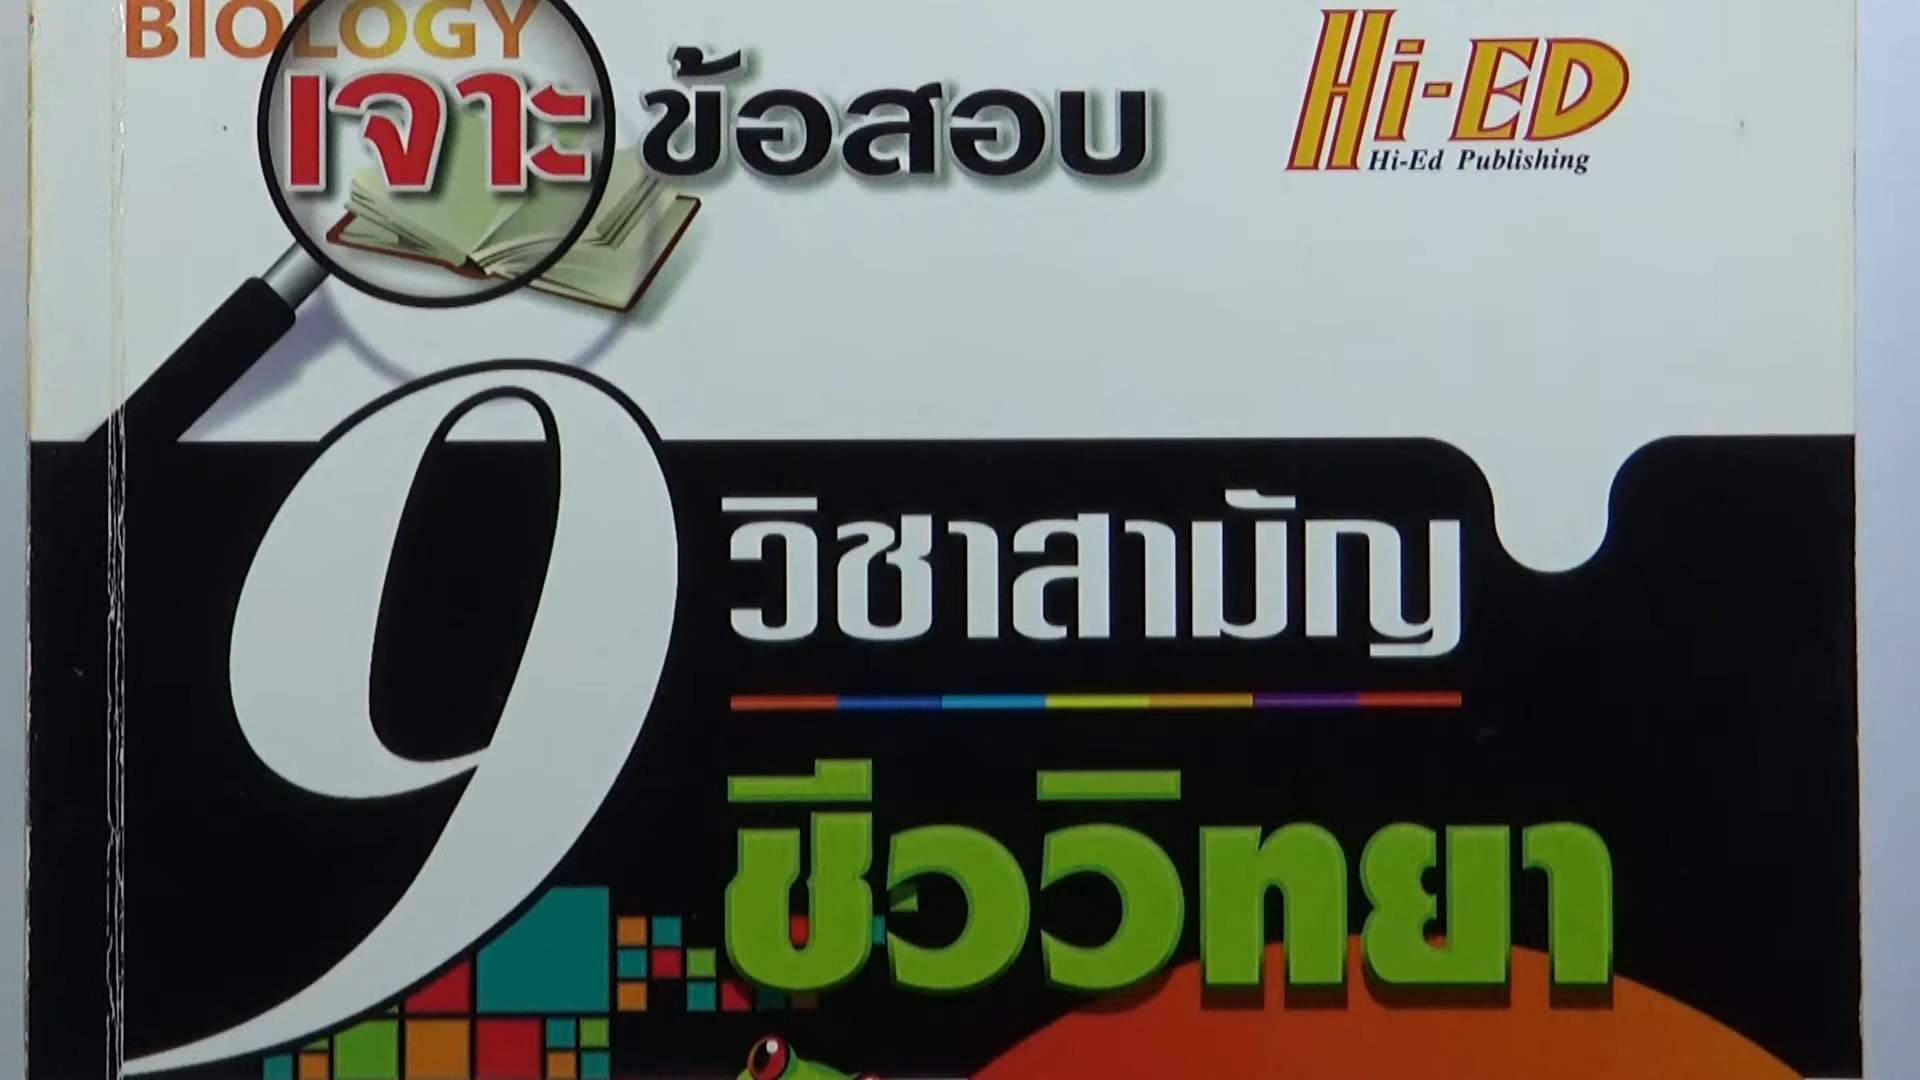 BIOLOGY
เจาะ ข้อสอบ
Hi-ED
Hi-Ed Publishing
9 วิชาสามัญ
ชีววิทยา